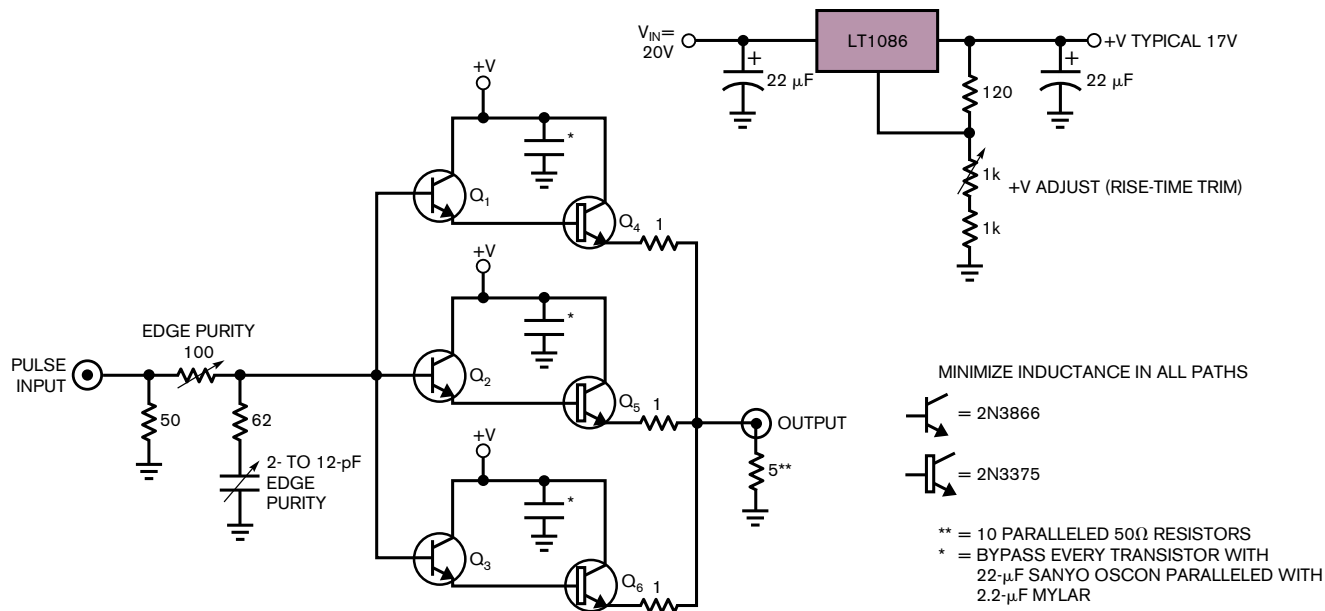 V_IN=
20V
LT1086
+V TYPICAL 17V
+
22 μF
120
+
22 μF
1k
+V ADJUST (RISE-TIME TRIM)
1k
+V
*
Q1
Q4
1
+V
*
EDGE PURITY
100
PULSE
INPUT
Q2
Q5
1
50
62
OUTPUT
5**
2- TO 12-pF
EDGE
PURITY
+V
*
Q3
Q6
1
MINIMIZE INDUCTANCE IN ALL PATHS
= 2N3866
= 2N3375
** = 10 PARALLELED 50Ω RESISTORS
* = BYPASS EVERY TRANSISTOR WITH
22-μF SANYO OSCON PARALLELED WITH
2.2-μF MYLAR